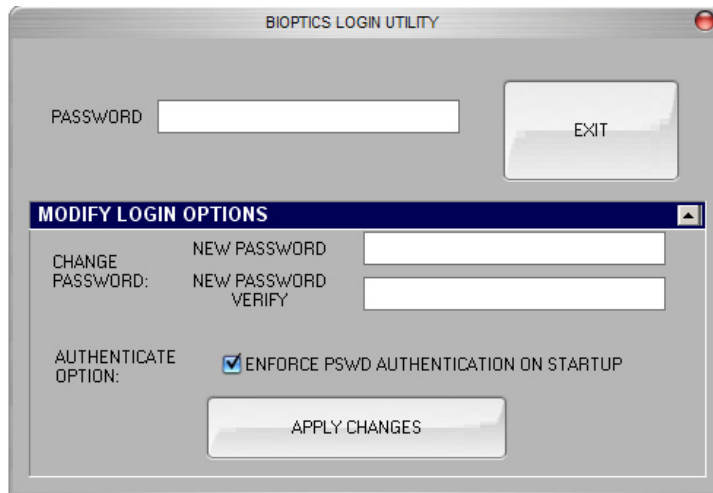 BIOPTICS LOGIN UTILITY
PASSWORD
EXIT
MODIFY LOGIN OPTIONS
CHANGE
PASSWORD:
NEW PASSWORD
NEW PASSWORD
VERIFY
AUTHENTICATE
OPTION:
ENFORCE PSWD AUTHENTICATION ON STARTUP
APPLY CHANGES